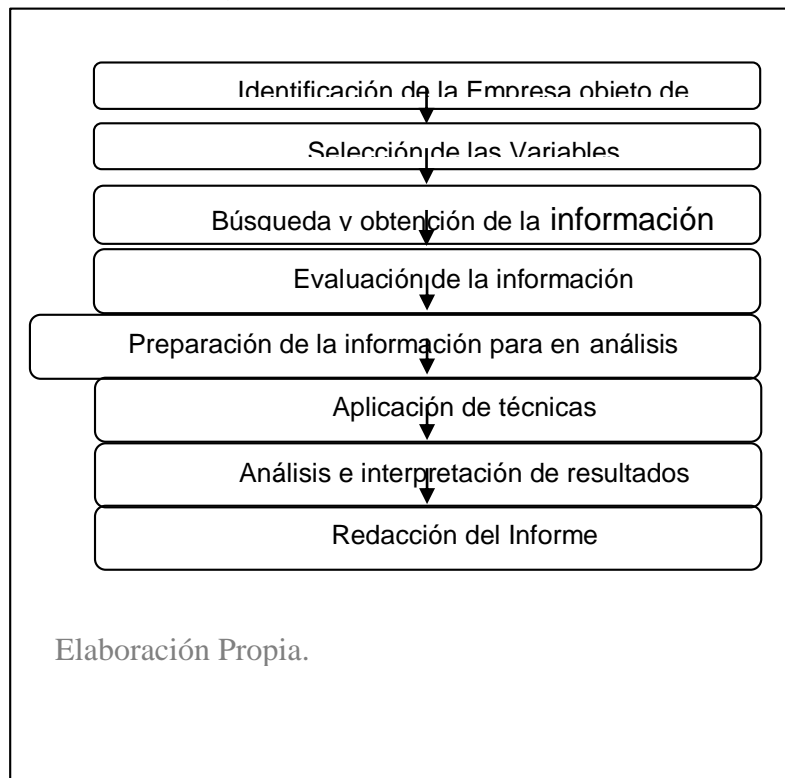 Identificación de la Empresa objeto de
Selección de las Variables
Búsqueda y obtención de la información
Evaluación de la información
Preparación de la información para en análisis
Aplicación de técnicas
Análisis e interpretación de resultados
Redacción del Informe
Elaboración Propia.